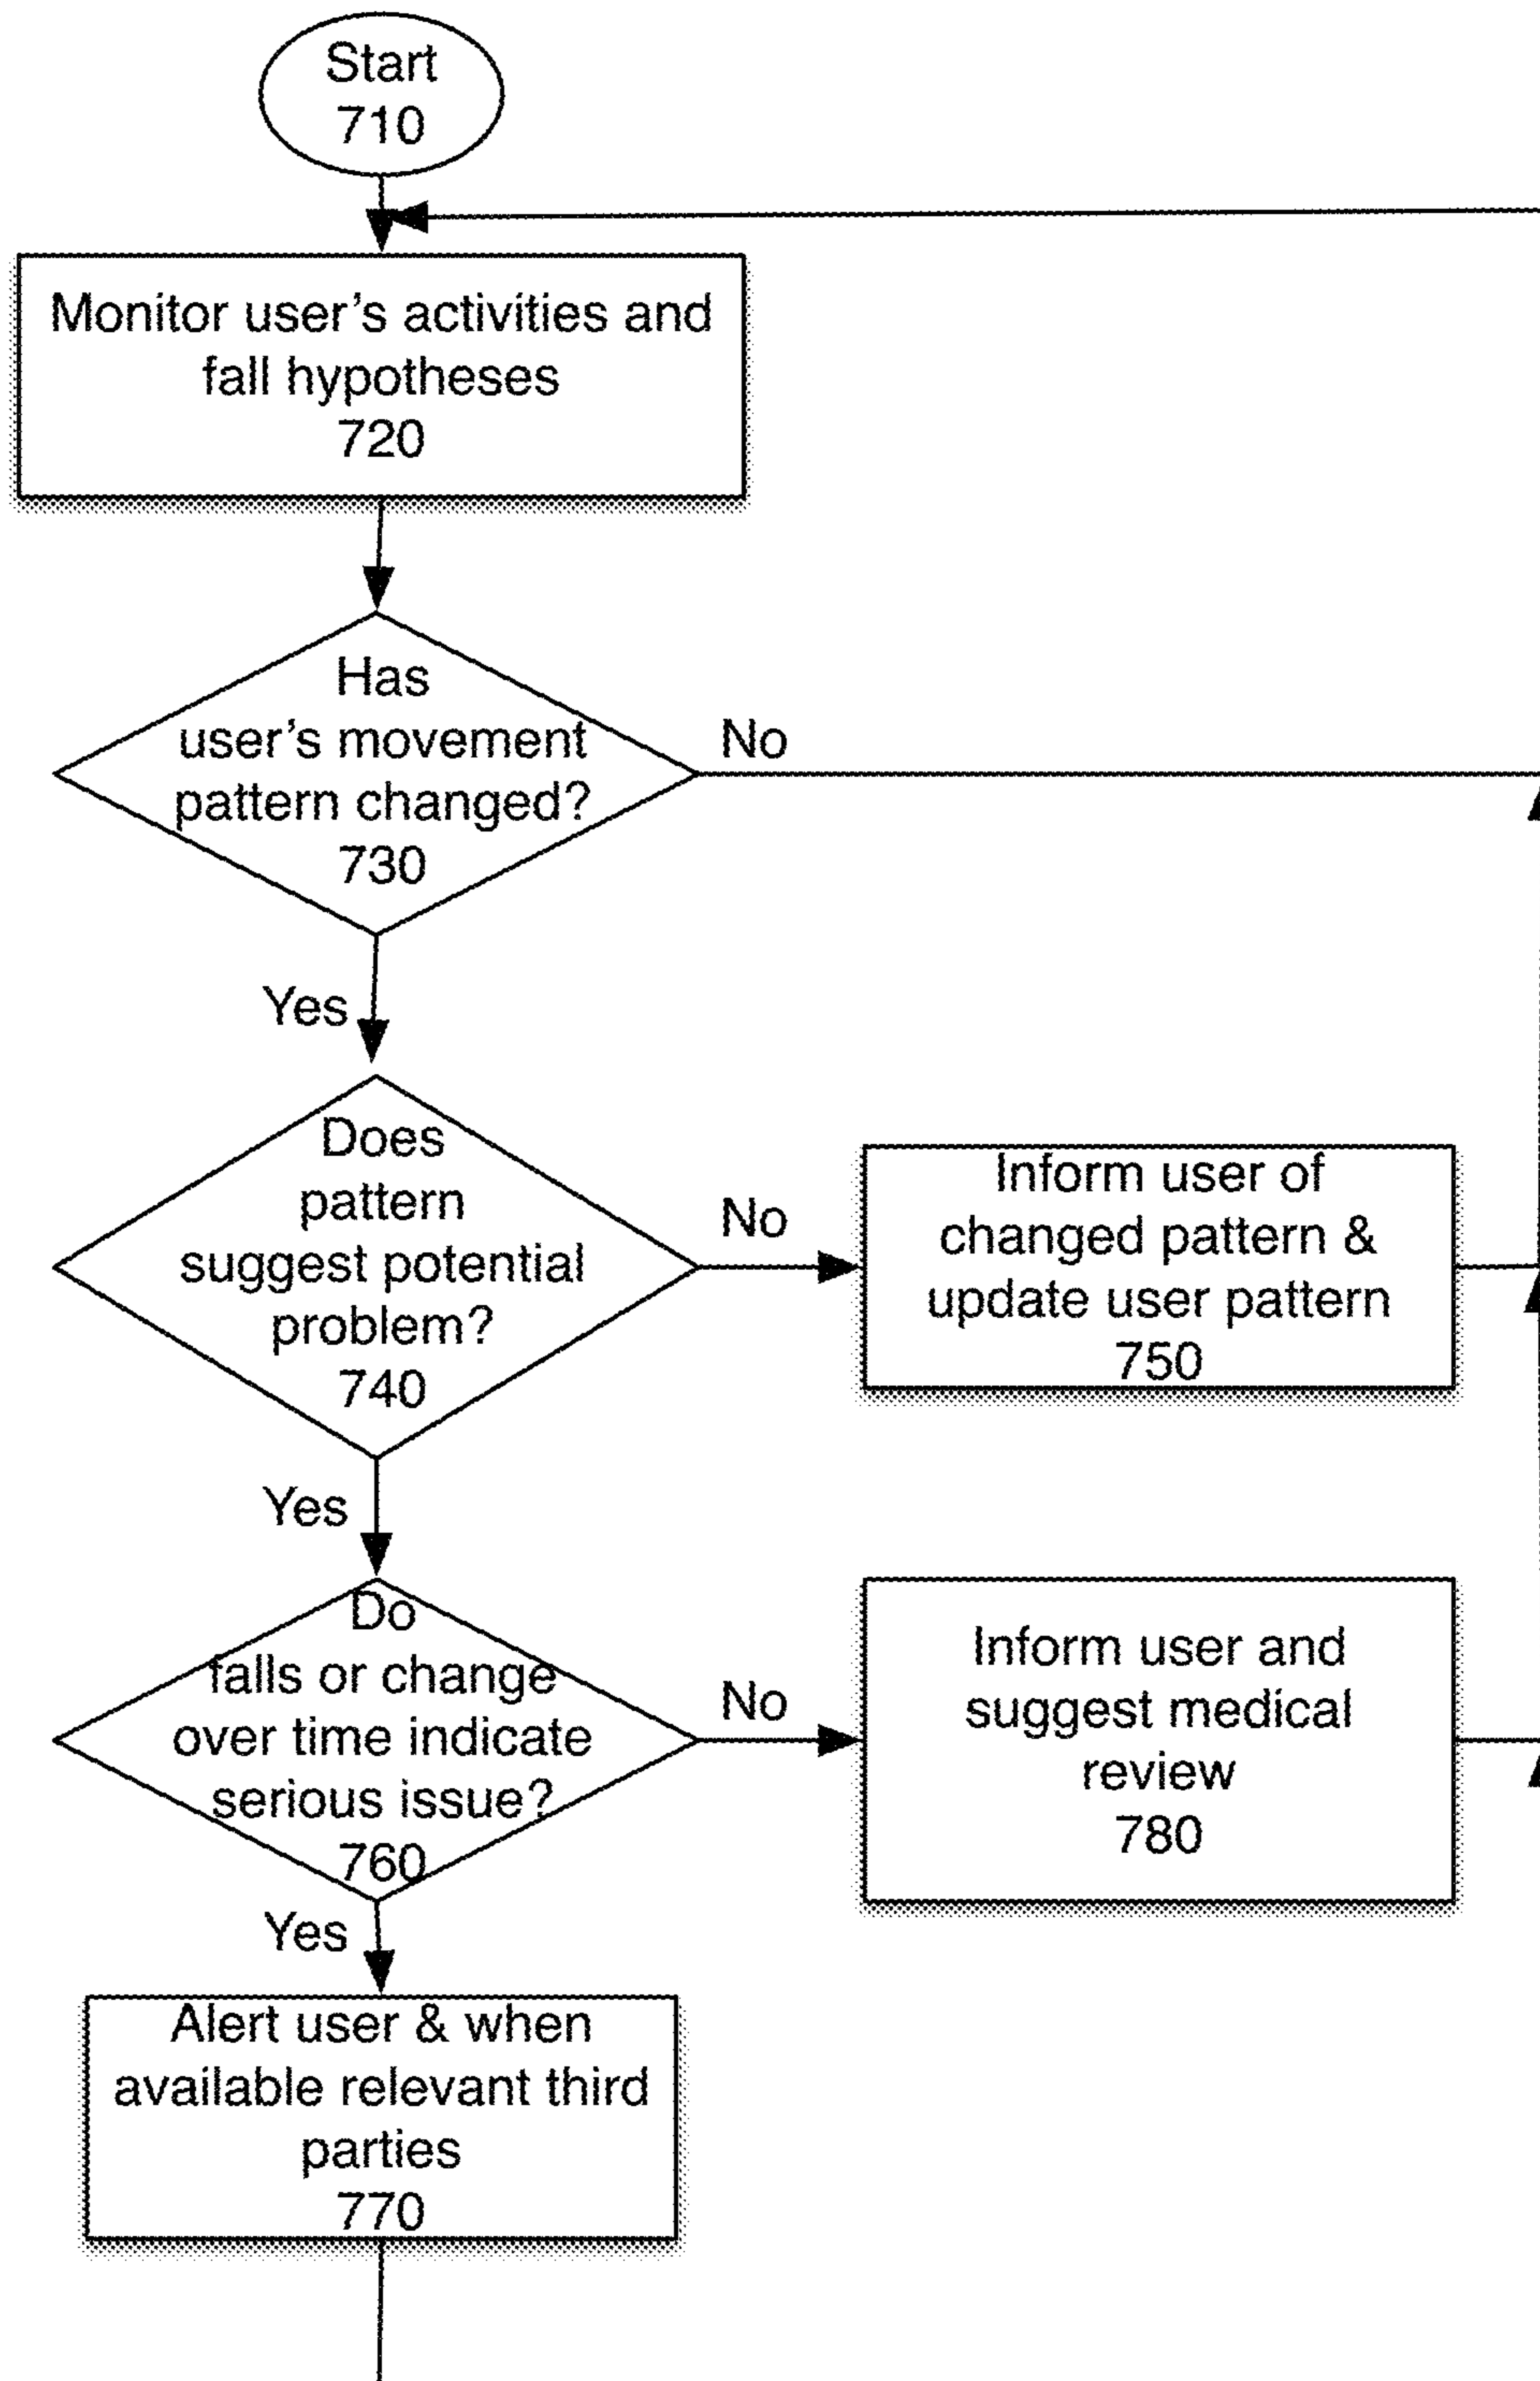 Start
710
Monitor user's activities and
fall hypotheses
720
Has
user's movement
pattern changed?
730
No
Yes
Does
pattern
suggest potential
problem?
740
No
Inform user of
changed pattern &
update user pattern
750
Yes
Do
falls or change
over time indicate
serious issue?
760
No
Inform user and
suggest medical
review
780
Yes
Alert user & when
available relevant third
parties
770